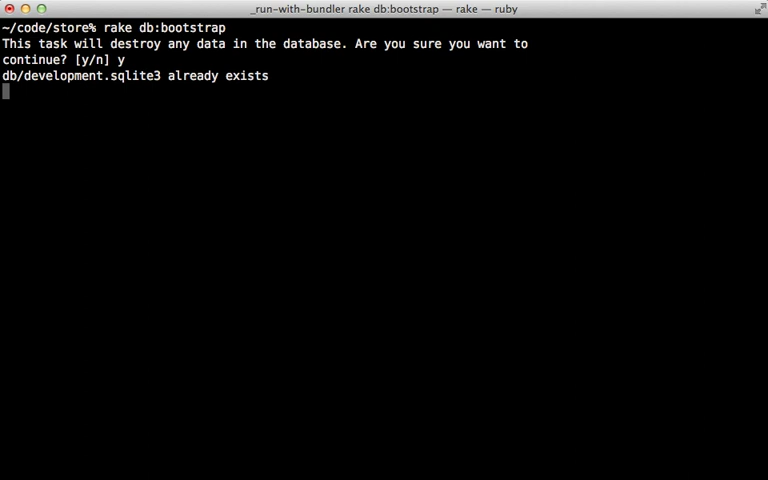 _run-with-bundler rake db:bootstrap — rake — ruby
~/code/store% rake db:bootstrap
This task will destroy any data in the database. Are you sure you want to
continue? [y/n] y
db/development.sqlite3 already exists